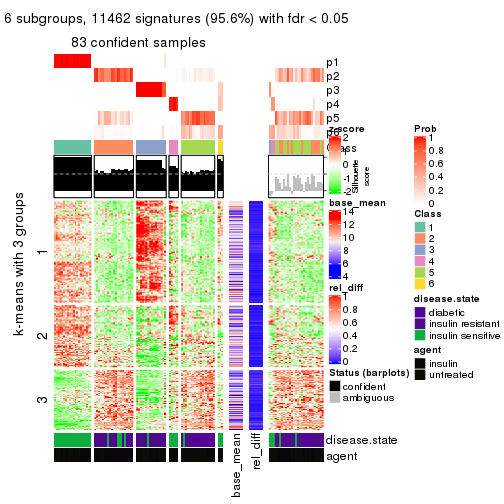 6 subgroups, 11462 signatures (95.6%) with fdr < 0.05
83 confident samples
p1
p2
p3
p4
p5
Class
z-score
2
1
0
-1
-2
Silhouette
score
base_mean
14
12
10
8
6
4
rel_diff
1
0.8
0.6
0.4
0.2
0
Status (barplots)
confident
ambiguous
Prob
1
0.8
0.6
0.4
0.2
0
Class
1
2
3
4
5
6
disease.state
diabetic
insulin resistant
insulin sensitive
agent
insulin
untreated
k-means with 3 groups
1
2
3
disease.state
agent
base_mean
rel_diff